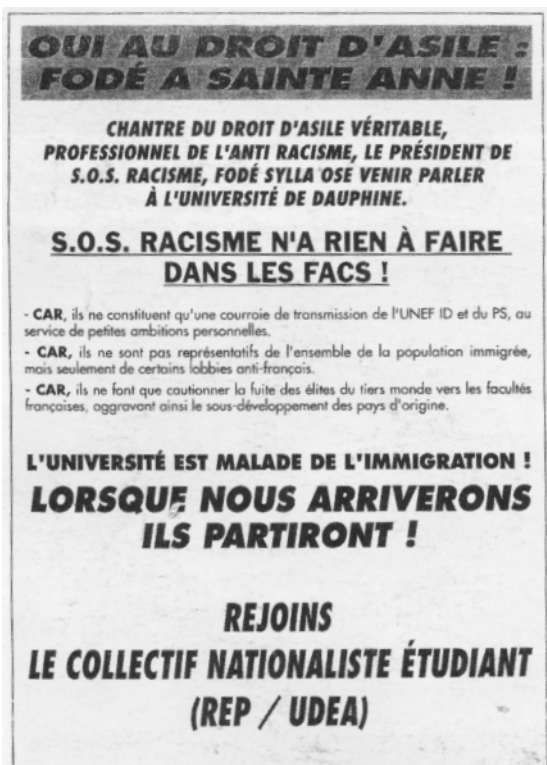 OUI AU DROIT D'ASILE :
FODÉ A SAINTE ANNE !
CHANTRE DU DROIT D'ASILE VÉRITABLE,
PROFESSIONNEL DE L'ANTI RACISME, LE PRÉSIDENT DE
S.O.S. RACISME, FODÉ SYLLA OSE VENIR PARLER
À L'UNIVERSITÉ DE DAUPHINE.
S.O.S. RACISME N'A RIEN À FAIRE
DANS LES FACS !
- CAR, ils ne constituent qu'une courroie de transmission de l'UNEF ID et du PS, au
service de petites ambitions personnelles.
- CAR, ils ne sont pas représentatifs de l'ensemble de la population immigrée,
mais seulement de certains lobbies anti-français.
- CAR, ils ne font que cautionner la fuite des élites du tiers monde vers les facultés
françaises, aggravant ainsi le sous-développement des pays d'origine.
L'UNIVERSITÉ EST MALADE DE L'IMMIGRATION !
LORSQUE NOUS ARRIVERONS
ILS PARTIRONT !
REJOINS
LE COLLECTIF NATIONALISTE ÉTUDIANT
(REP / UDEA)